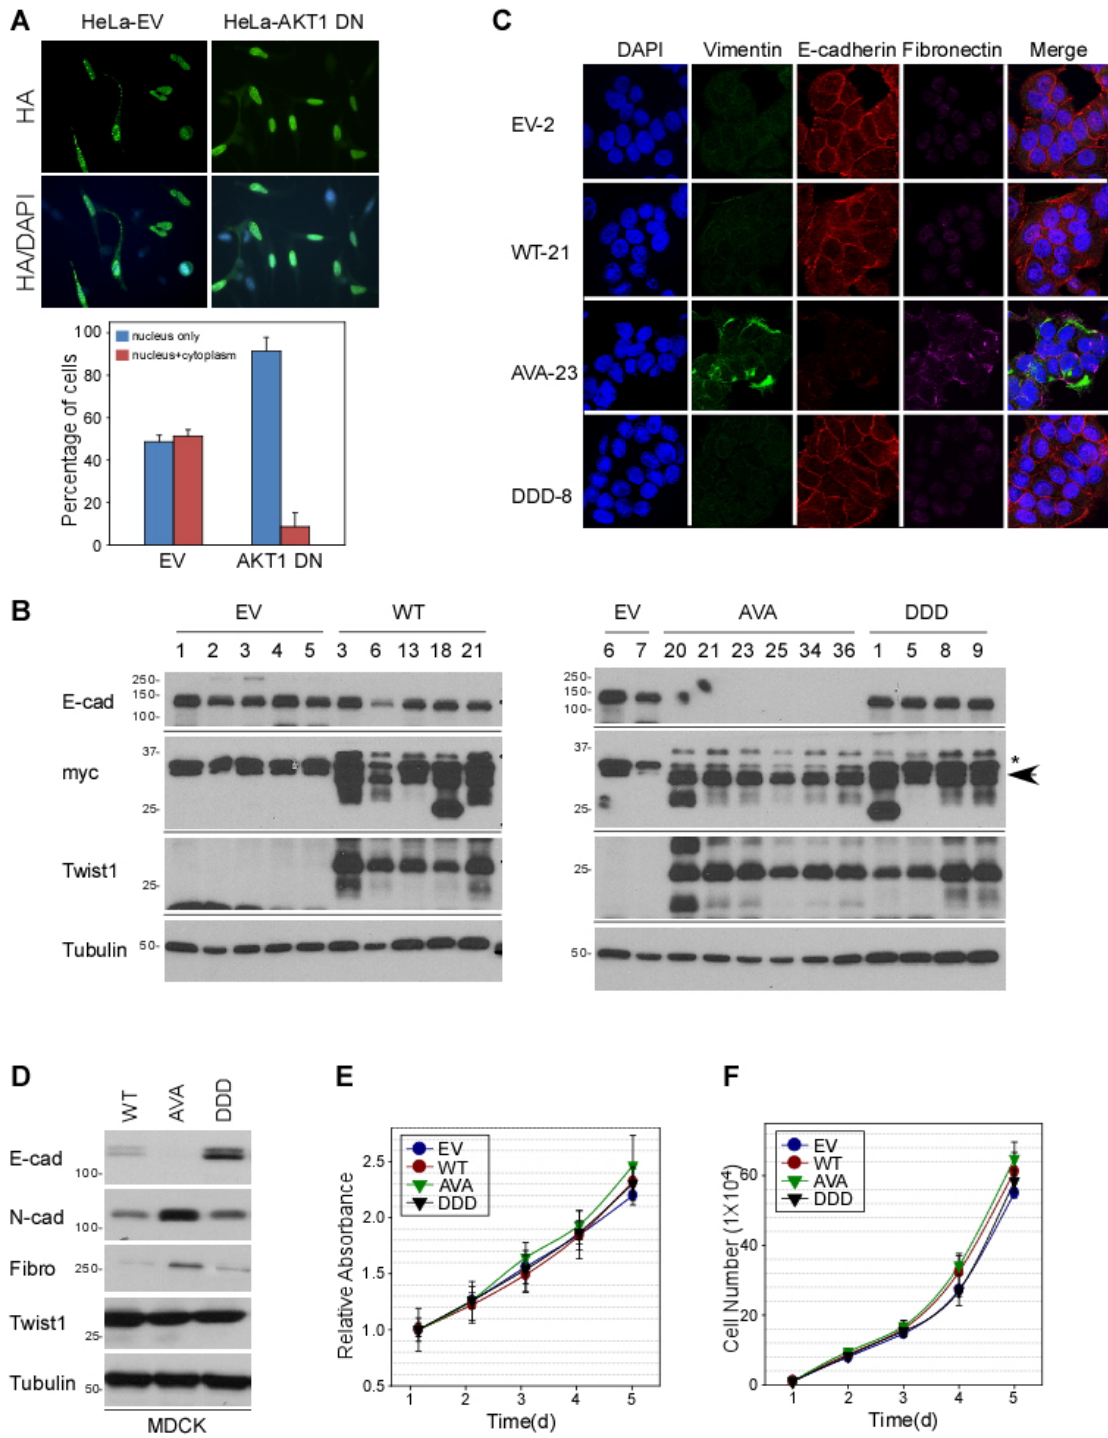 A
HeLa-EV
HeLa-AKT1 DN
HA
HA/DAPI
Percentage of cells
100
80
60
40
20
0
nucleus only
nucleus+cytoplasm
EV
AKT1 DN
C
DAPI
Vimentin
E-cadherin
Fibronectin
Merge
EV-2
WT-21
AVA-23
DDD-8
B
EV
WT
1 2 3 4 5 3 6 13 18 21
EV
AVA
DDD
6 7 20 21 23 25 34 36 1 5 8 9
E-cad
250-
150-
100-
250-
150-
100-
myc
37-
25-
37-
25-
*
Twist1
25-
25-
Tubulin
50-
50-
D
WT
AVA
DDD
E-cad
100-
N-cad
100-
Fibro
250-
Twist1
25-
Tubulin
50-
MDCK
E
EV
WT
AVA
DDD
Relative Absorbance
2.5
2.0
1.5
1.0
0.5
1 2 3 4 5
Time(d)
F
EV
WT
AVA
DDD
Cell Number (1X 10⁴)
60
40
20
0
1 2 3 4 5
Time(d)